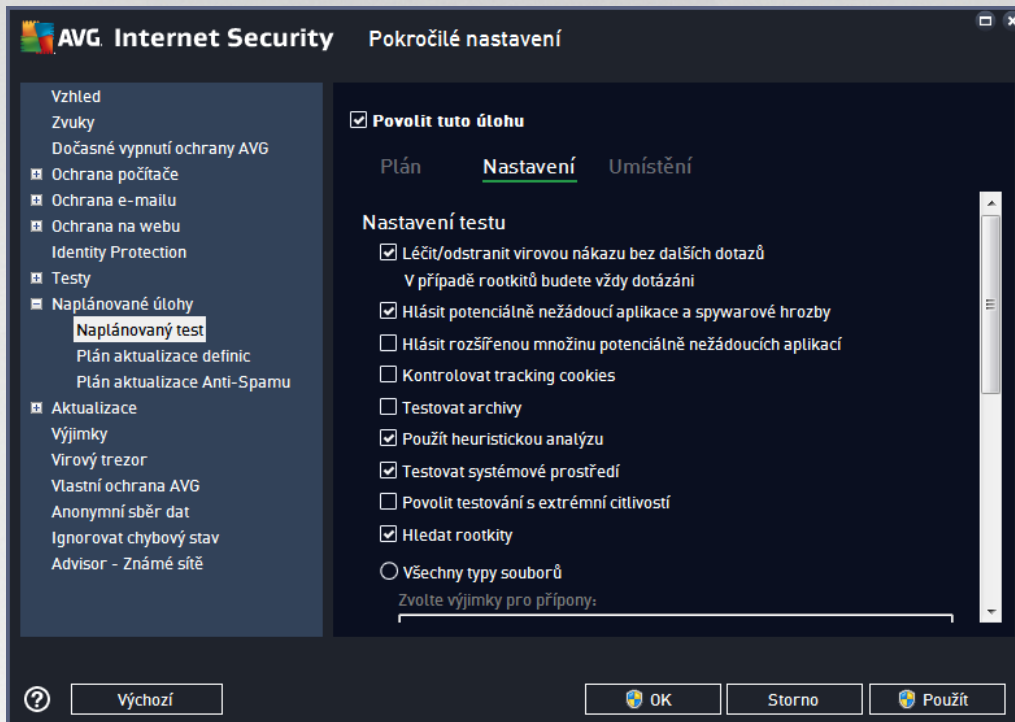 AVG. Internet Security Pokročilé nastavení
Vzhled
Zvuky
Dočasné vypnutí ochrany AVG
Ochrana počítače
Ochrana e-mailu
Ochrana na webu
Identity Protection
Testy
Naplánované úlohy
Naplánovaný test
Plán aktualizace definic
Plán aktualizace Anti-Spamu
Aktualizace
Výjimky
Virový trezor
Vlastní ochrana AVG
Anonymní sběr dat
Ignorovat chybový stav
Advisor - Známé sítě
Povolit tuto úlohu
Plán Nastavení Umístění
Nastavení testu
Léčit/odstranit virovou nákazu bez dalších dotazů
V případě rootkitů budete vždy dotázáni
Hlásit potenciálně nežádoucí aplikace a spywarové hrozby
Hlásit rozšířenou množinu potenciálně nežádoucích aplikací
Kontrolovat tracking cookies
Testovat archivy
Použít heuristickou analýzu
Testovat systémové prostředí
Povolit testování s extrémní citlivostí
Hledat rootkity
Všechny typy souborů
Zvolte výjimky pro přípony:
? Výchozí OK Storno Použít